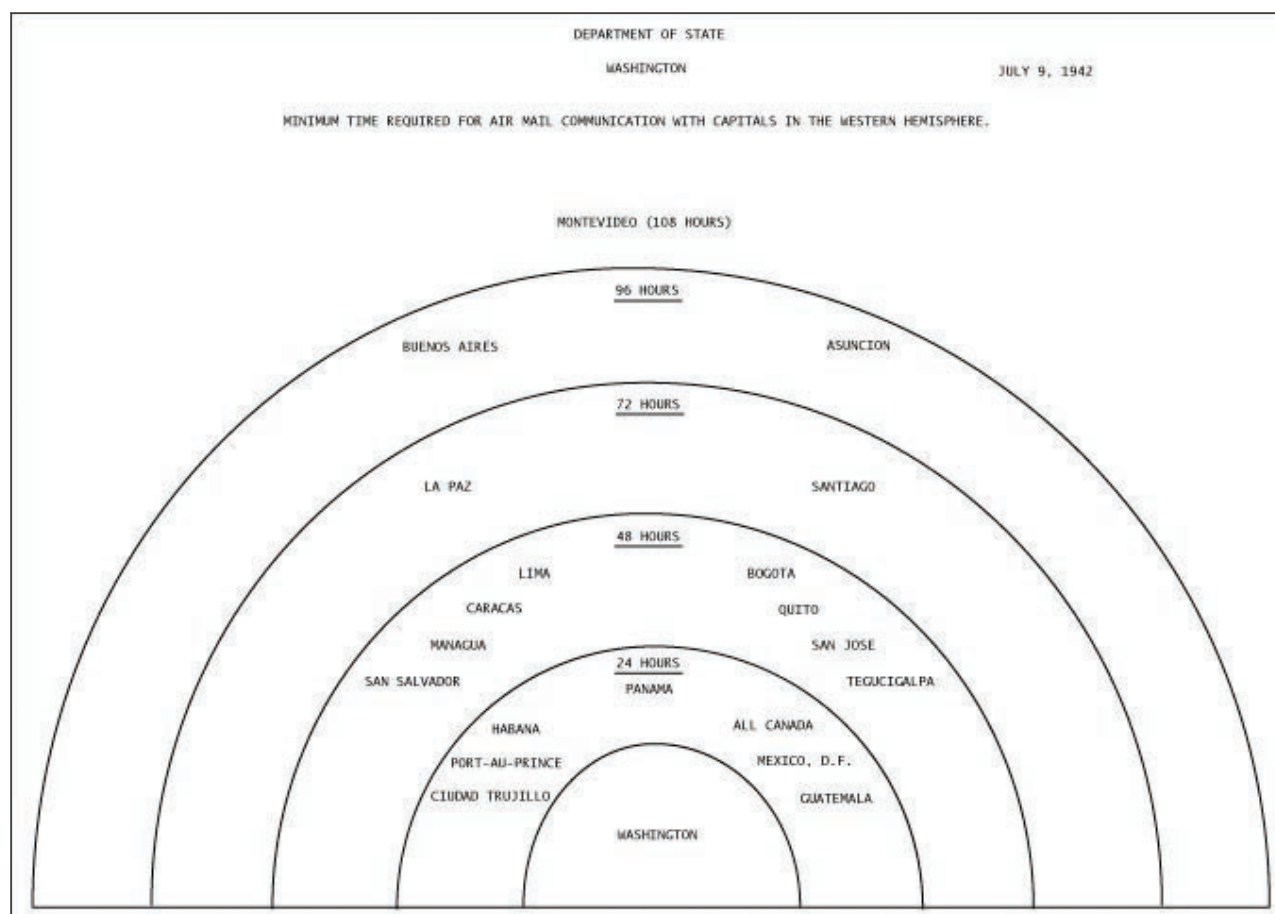 DEPARTMENT OF STATE
WASHINGTON
JULY 9, 1942
MINIMUM TIME REQUIRED FOR AIR MAIL COMMUNICATION WITH CAPITALS IN THE WESTERN HEMISPHERE.
MONTEVIDEO (108 HOURS)
96 HOURS
BUENOS AIRES
ASUNCION
72 HOURS
LA PAZ
SANTIAGO
48 HOURS
LIMA
BOGOTA
CARACAS
QUITO
MANAGUA
SAN JOSE
SAN SALVADOR
TEGUCIGALPA
24 HOURS
PANAMA
HABANA
ALL CANADA
PORT-AU-PRINCE
MEXICO, D.F.
CIUDAD TRUJILLO
GUATEMALA
WASHINGTON